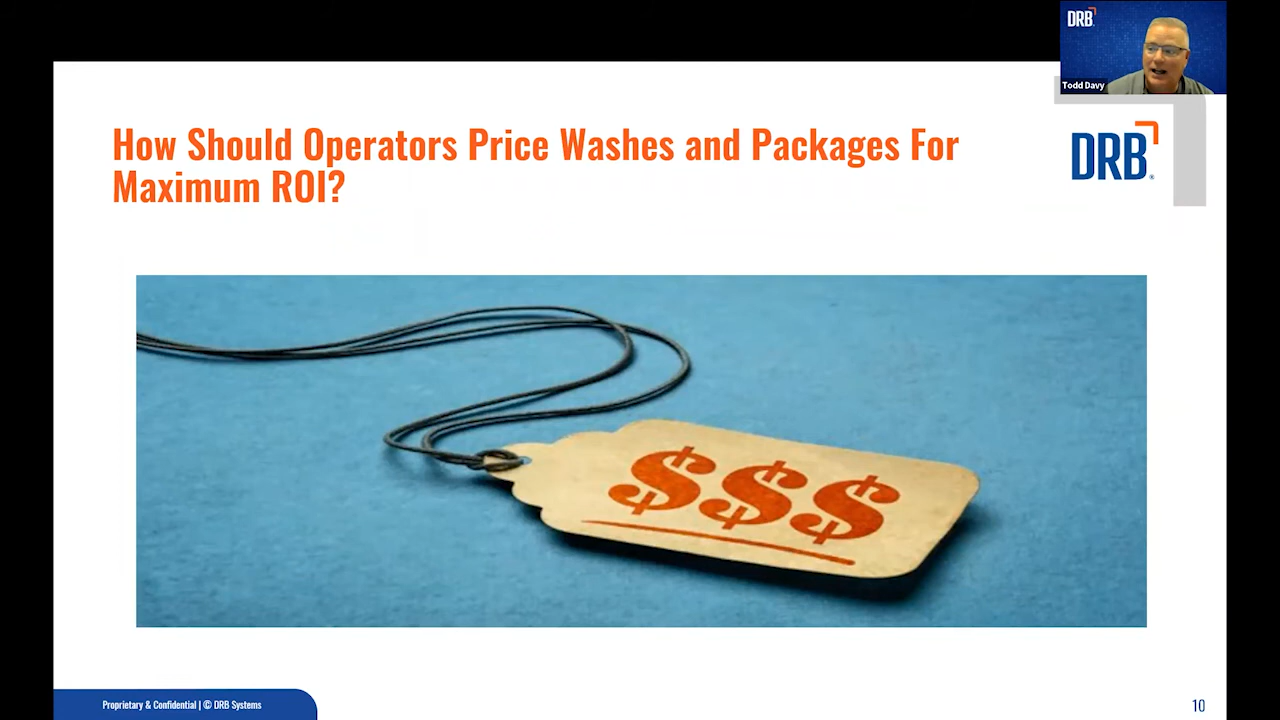 DRB
Todd Davy
How Should Operators Price Washes and Packages For
Maximum ROI?
DRB®
$$$
Proprietary & Confidential | © DRB Systems
10